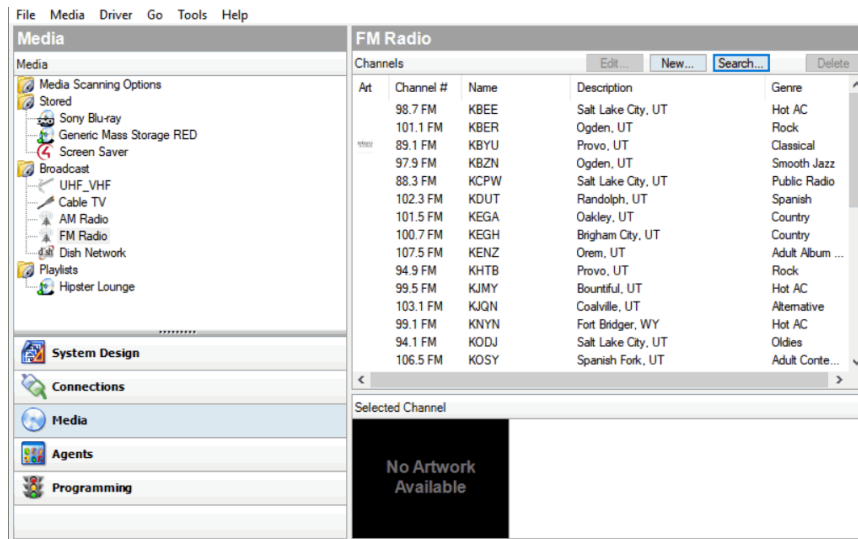 File Media Driver Go Tools Help
Media
Media
Media Scanning Options
Stored
Sony Blu-ray
Generic Mass Storage RED
Screen Saver
Broadcast
UHF_VHF
Cable TV
AM Radio
FM Radio
Dish Network
Playlists
Hipster Lounge
System Design
Connections
Media
Agents
Programming
FM Radio
Channels Edit... New... Search... Delete
Art Channel # Name Description Genre
98.7 FM KBEE Salt Lake City, UT Hot AC
101.1 FM KBER Ogden, UT Rock
89.1 FM KBYU Provo, UT Classical
97.9 FM KBZN Ogden, UT Smooth Jazz
88.3 FM KCPW Salt Lake City, UT Public Radio
102.3 FM KDUT Randolph, UT Spanish
101.5 FM KEGA Oakley, UT Country
100.7 FM KEGH Brigham City, UT Country
107.5 FM KENZ Orem, UT Adult Album ...
94.9 FM KHTB Provo, UT Rock
99.5 FM KJMY Bountiful, UT Hot AC
103.1 FM KJQN Coalville, UT Alternative
99.1 FM KNYN Fort Bridger, WY Hot AC
94.1 FM KODJ Salt Lake City, UT Oldies
106.5 FM KOSY Spanish Fork, UT Adult Conte...
Selected Channel
No Artwork
Available